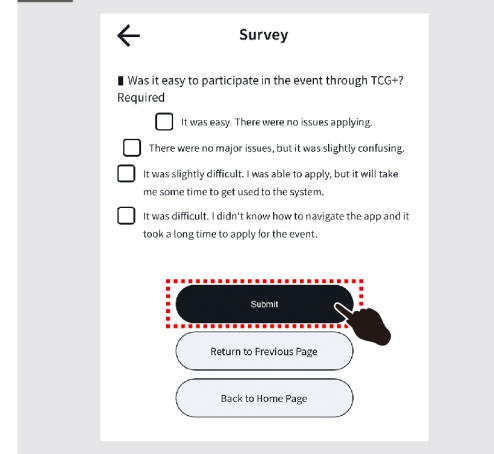 Survey
Was it easy to participate in the event through TCG+?
Required
It was easy. There were no issues applying.
There were no major issues, but it was slightly confusing.
It was slightly difficult. I was able to apply, but it will take
me some time to get used to the system.
It was difficult. I didn't know how to navigate the app and it
took a long time to apply for the event.
Submit
Return to Previous Page
Back to Home Page